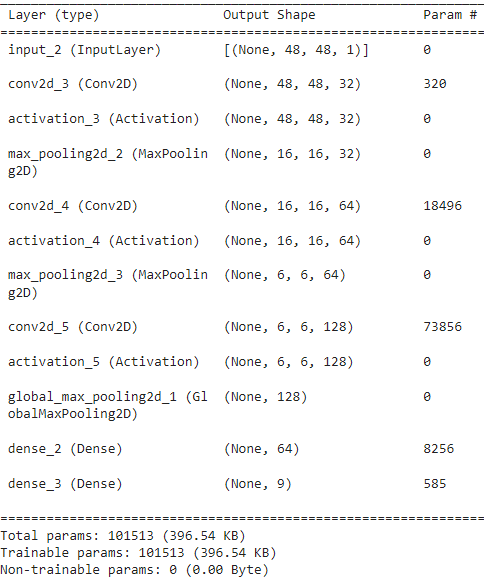 Layer (type) Output Shape Param #
=================================================================
input_2 (InputLayer) [(None, 48, 48, 1)] 0
conv2d_3 (Conv2D) (None, 48, 48, 32) 320
activation_3 (Activation) (None, 48, 48, 32) 0
max_pooling2d_2 (MaxPoolin (None, 16, 16, 32) 0
g2D)
conv2d_4 (Conv2D) (None, 16, 16, 64) 18496
activation_4 (Activation) (None, 16, 16, 64) 0
max_pooling2d_3 (MaxPoolin (None, 6, 6, 64) 0
g2D)
conv2d_5 (Conv2D) (None, 6, 6, 128) 73856
activation_5 (Activation) (None, 6, 6, 128) 0
global_max_pooling2d_1 (Gl (None, 128) 0
obalMaxPooling2D)
dense_2 (Dense) (None, 64) 8256
dense_3 (Dense) (None, 9) 585
=================================================================
Total params: 101513 (396.54 KB)
Trainable params: 101513 (396.54 KB)
Non-trainable params: 0 (0.00 Byte)